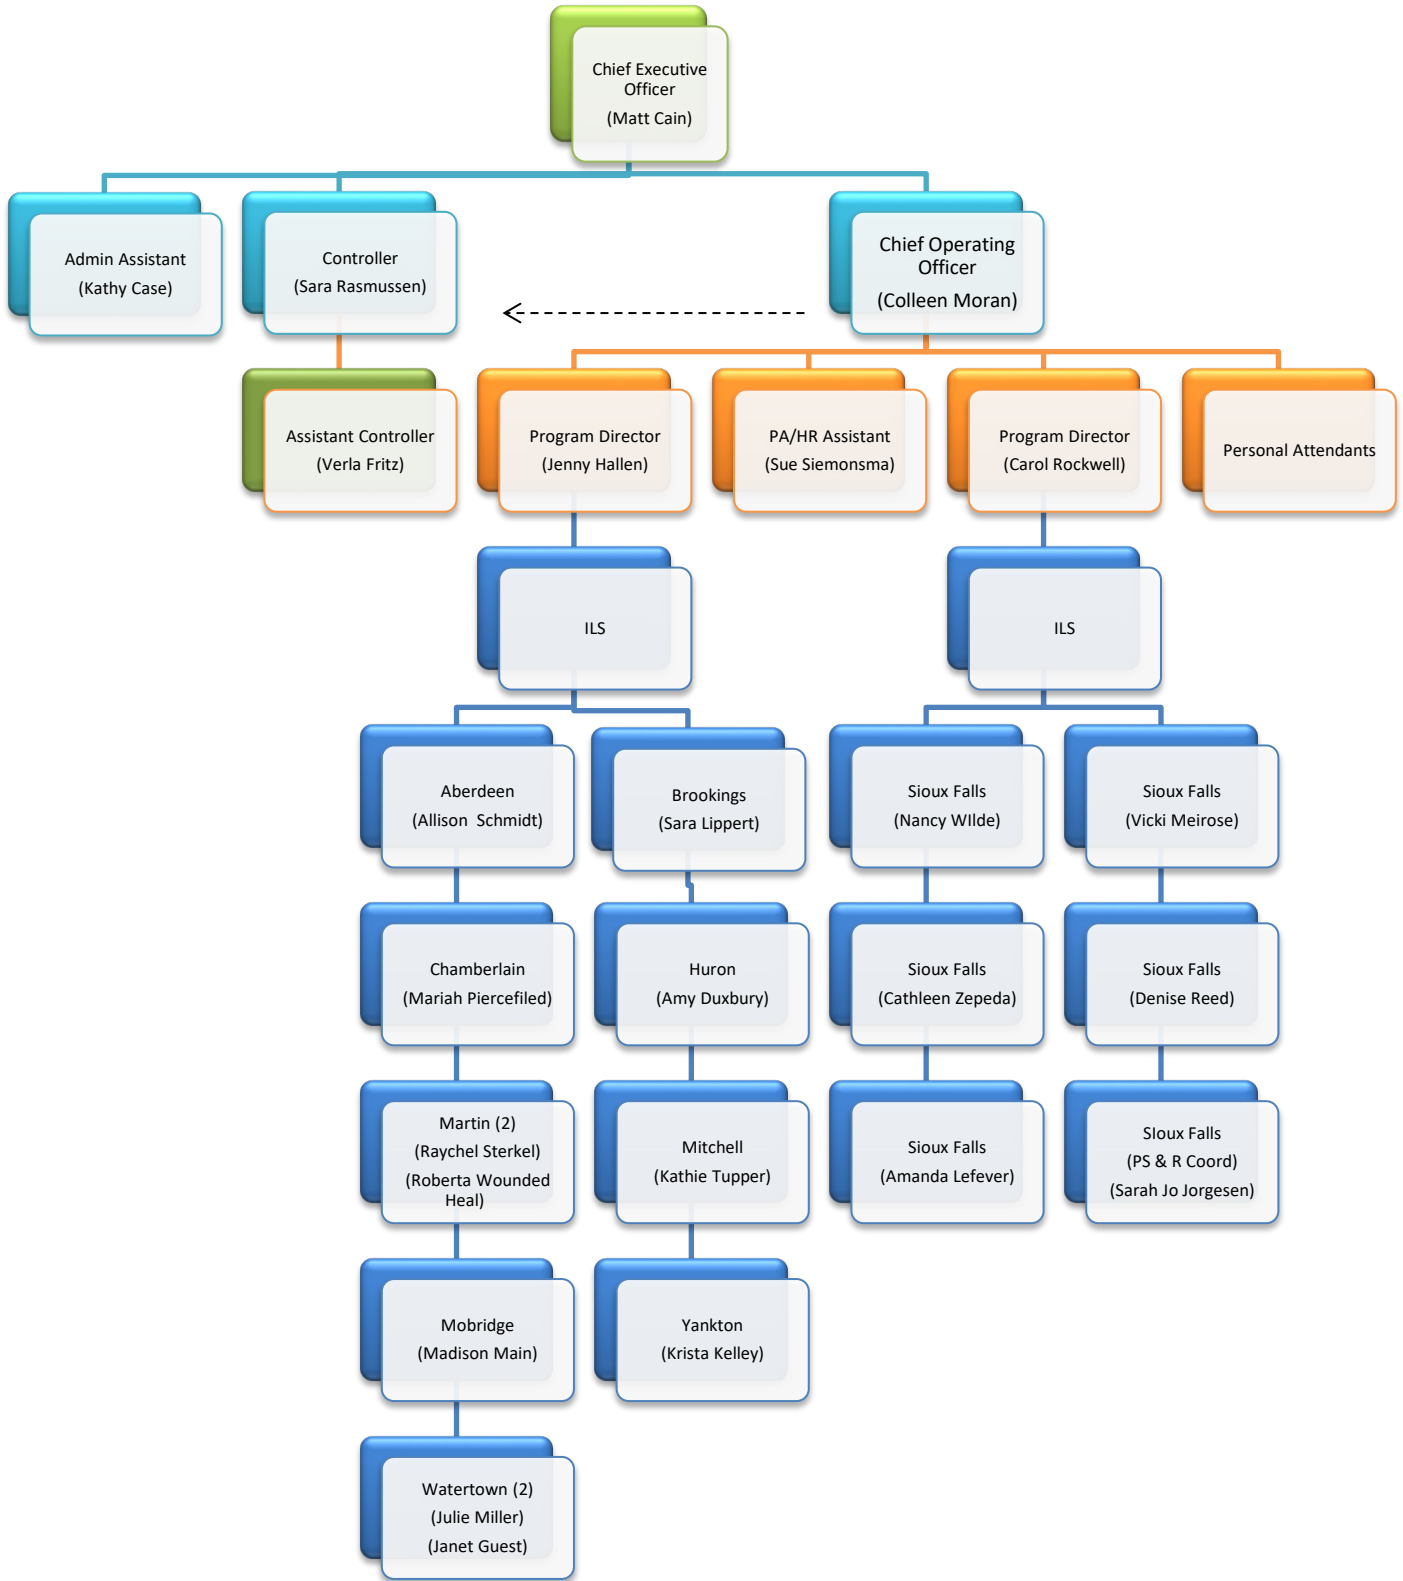 Chief Executive
Officer
(Matt Cain)
Admin Assistant
(Kathy Case)
Controller
(Sara Rasmussen)
Chief Operating
Officer
(Colleen Moran)
Assistant Controller
(Verla Fritz)
Program Director
(Jenny Hallen)
PA/HR Assistant
(Sue Siemonsma)
Program Director
(Carol Rockwell)
Personal Attendants
ILS
ILS
Aberdeen
(Allison  Schmidt)
Brookings
(Sara Lippert)
Sioux Falls
(Nancy WIlde)
Sioux Falls
(Vicki Meirose)
Chamberlain
(Mariah Piercefiled)
Huron
(Amy Duxbury)
Sioux Falls
(Cathleen Zepeda)
Sioux Falls
(Denise Reed)
Martin (2)
(Raychel Sterkel)
(Roberta Wounded
Heal)
Mitchell
(Kathie Tupper)
Sioux Falls
(Amanda Lefever)
SIoux Falls
(PS & R Coord)
(Sarah Jo Jorgesen)
Mobridge
(Madison Main)
Yankton
(Krista Kelley)
Watertown (2)
(Julie Miller)
(Janet Guest)